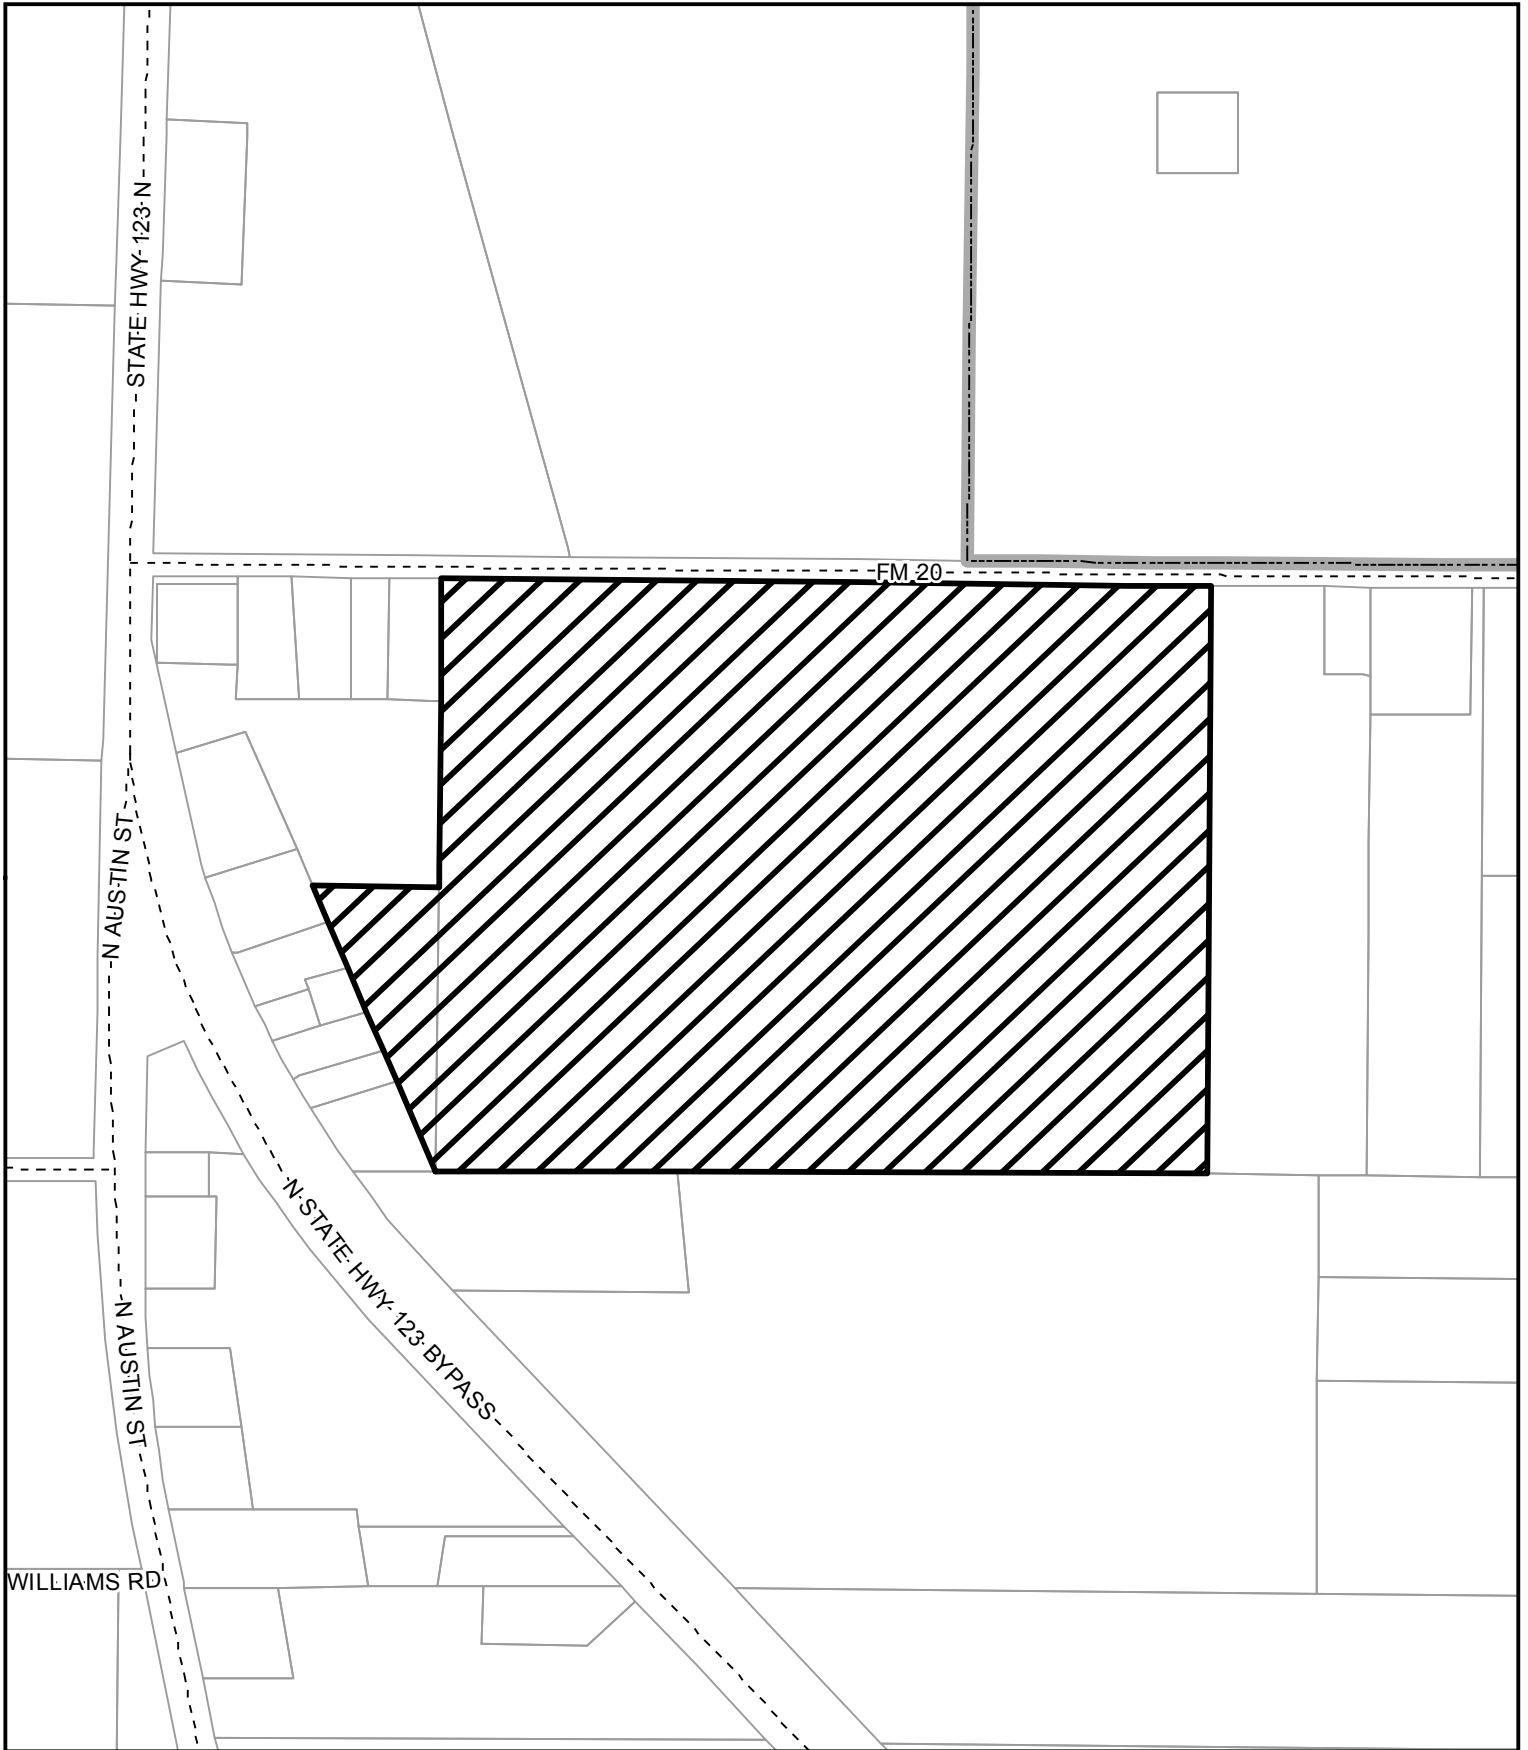 STATE HWY 123 N
FM 20
N AUSTIN ST
N STATE HWY 123 BYPASS
N AUSTIN ST
WILLIAMS RD